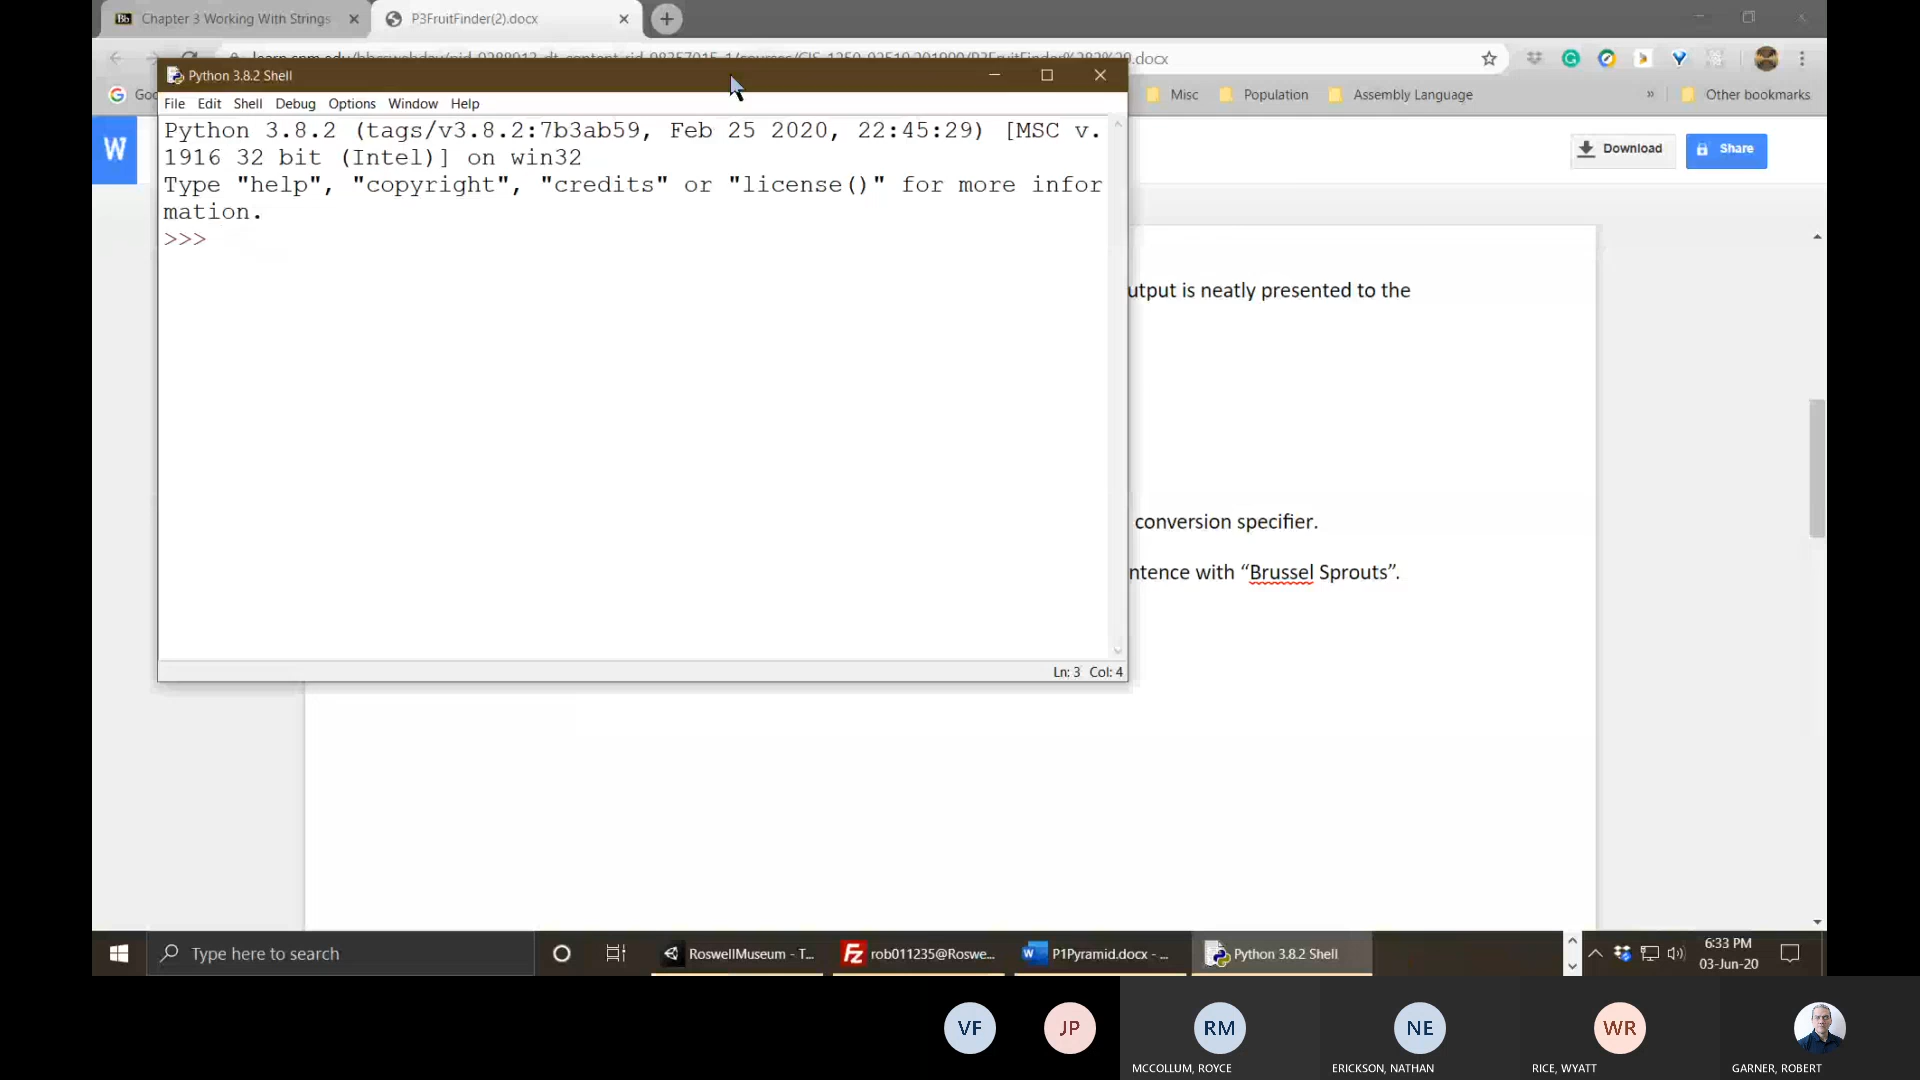 Chapter 3 Working With Strings
P3FruitFinder(2).docx
Python 3.8.2 Shell
File Edit Shell Debug Options Window Help
Misc
Population
Assembly Language
»
Other bookmarks
W
Download
Share
Python 3.8.2 (tags/v3.8.2:7b3ab59, Feb 25 2020, 22:45:29) [MSC v.
1916 32 bit (Intel)] on win32
Type "help", "copyright", "credits" or "license()" for more infor
mation.
>>>
utput is neatly presented to the
conversion specifier.
ntence with “Brussel Sprouts”.
Ln: 3 Col: 4
Type here to search
RoswellMuseum - T...
rob011235@Roswe...
P1Pyramid.docx - ...
Python 3.8.2 Shell
6:33 PM
03-Jun-20
VF
JP
RM
NE
WR
MCCOLLUM, ROYCE
ERICKSON, NATHAN
RICE, WYATT
GARNER, ROBERT